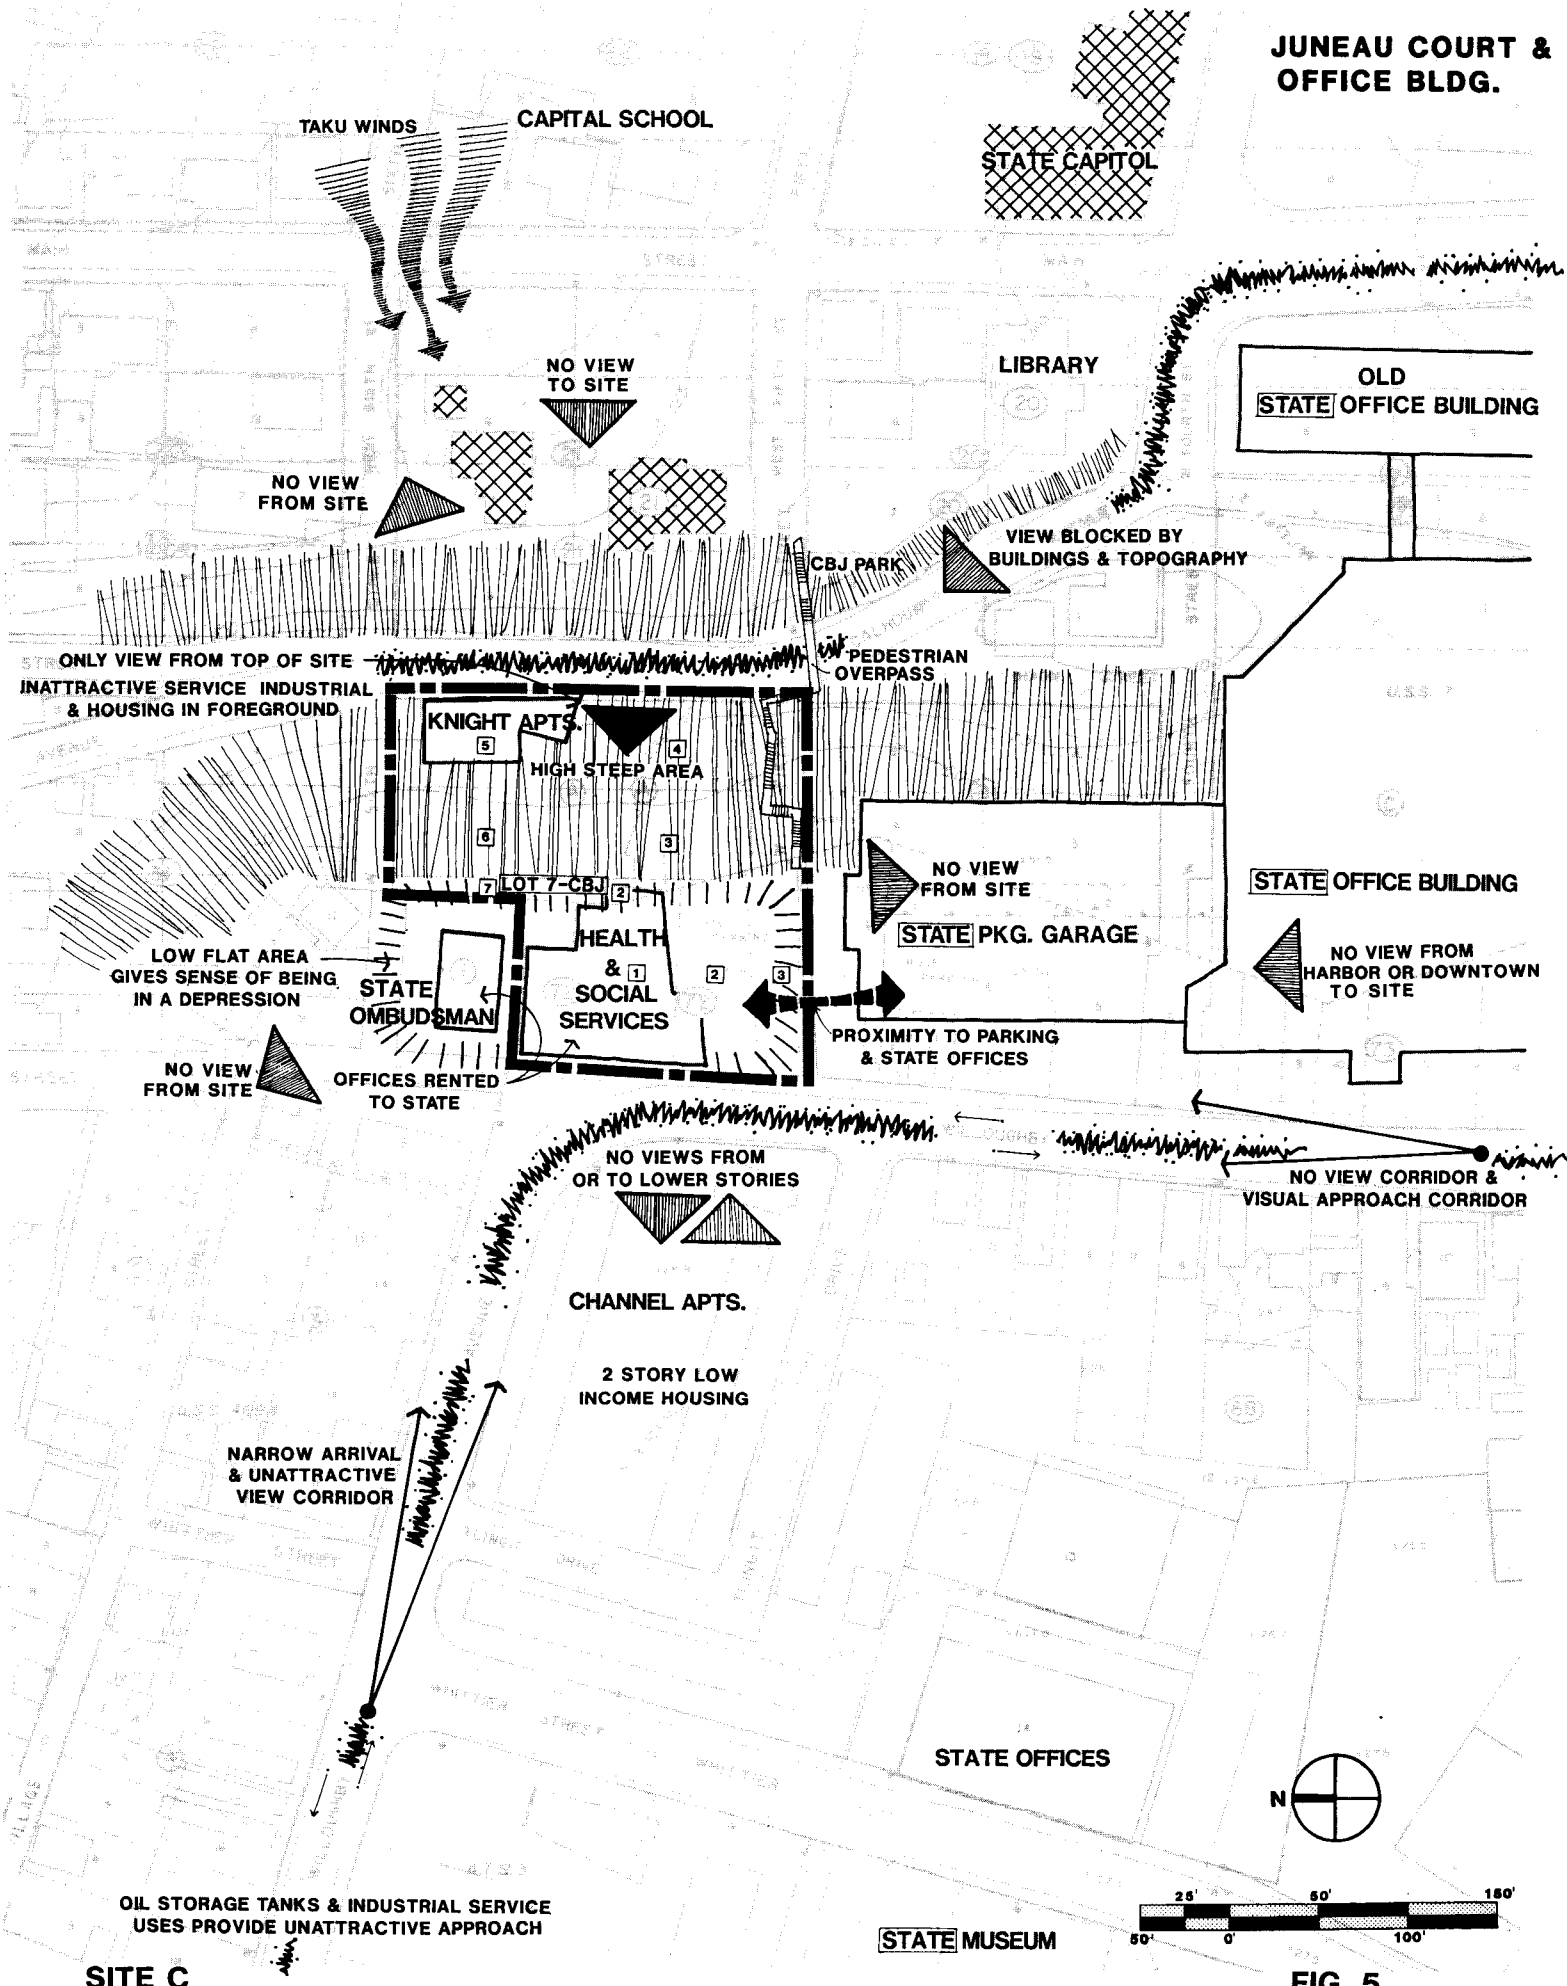 JUNEAU COURT &
OFFICE BLDG.
TAKU WINDS
CAPITAL SCHOOL
STATE CAPITOL
NO VIEW
TO SITE
LIBRARY
20
OLD
STATE OFFICE BUILDING
NO VIEW
FROM SITE
VIEW BLOCKED BY
BUILDINGS & TOPOGRAPHY
CBJ PARK
ONLY VIEW FROM TOP OF SITE
PEDESTRIAN
OVERPASS
INATTRACTIVE SERVICE INDUSTRIAL
& HOUSING IN FOREGROUND
AVENUE
KNIGHT APTS.
5
4
HIGH STEEP AREA
6
3
7
LOT 7-CBJ
2
NO VIEW
FROM SITE
STATE PKG. GARAGE
STATE OFFICE BUILDING
HEALTH
&
SOCIAL
SERVICES
1
2
3
LOW FLAT AREA
GIVES SENSE OF BEING
IN A DEPRESSION
STATE
OMBUDSMAN
NO VIEW FROM
HARBOR OR DOWNTOWN
TO SITE
PROXIMITY TO PARKING
& STATE OFFICES
NO VIEW
FROM SITE
OFFICES RENTED
TO STATE
NO VIEWS FROM
OR TO LOWER STORIES
NO VIEW CORRIDOR &
VISUAL APPROACH CORRIDOR
CHANNEL APTS.
2 STORY LOW
INCOME HOUSING
NARROW ARRIVAL
& UNATTRACTIVE
VIEW CORRIDOR
STATE OFFICES
N
OIL STORAGE TANKS & INDUSTRIAL SERVICE
USES PROVIDE UNATTRACTIVE APPROACH
STATE MUSEUM
25' 50' 150'
50' 0' 100'
SITE C
FIG. 5